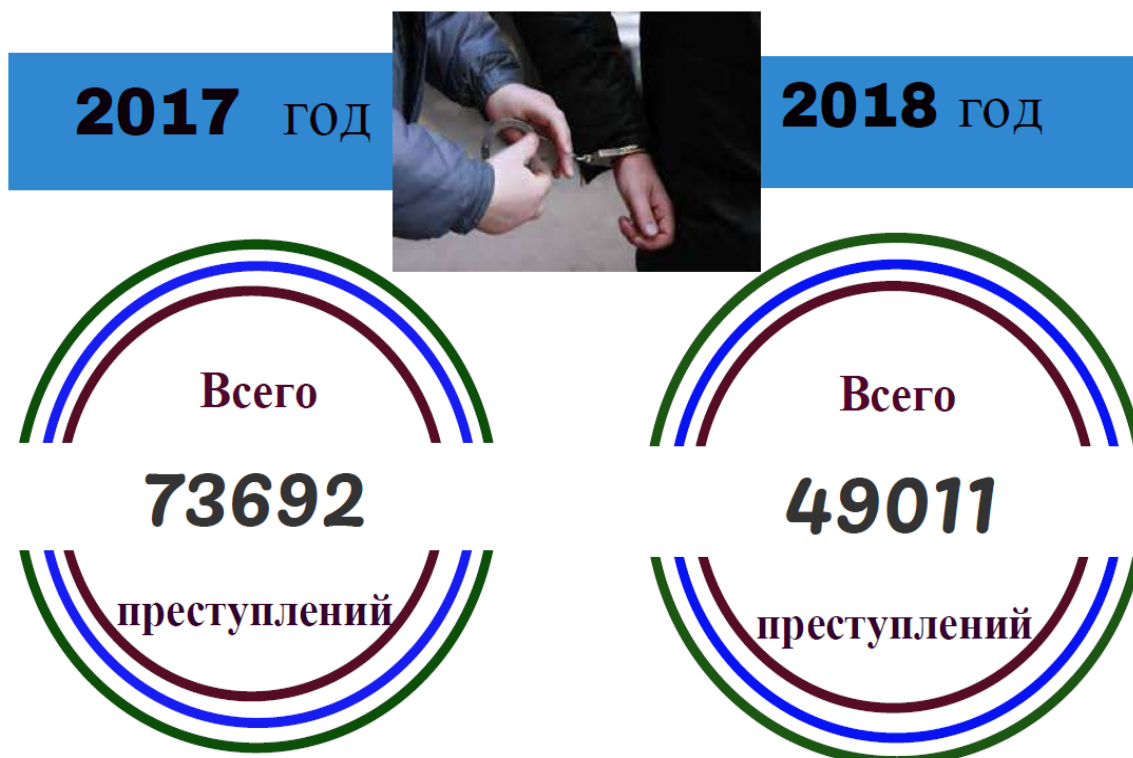 2017 год
2018 год
Всего
73692
преступлений
Всего
49011
преступлений